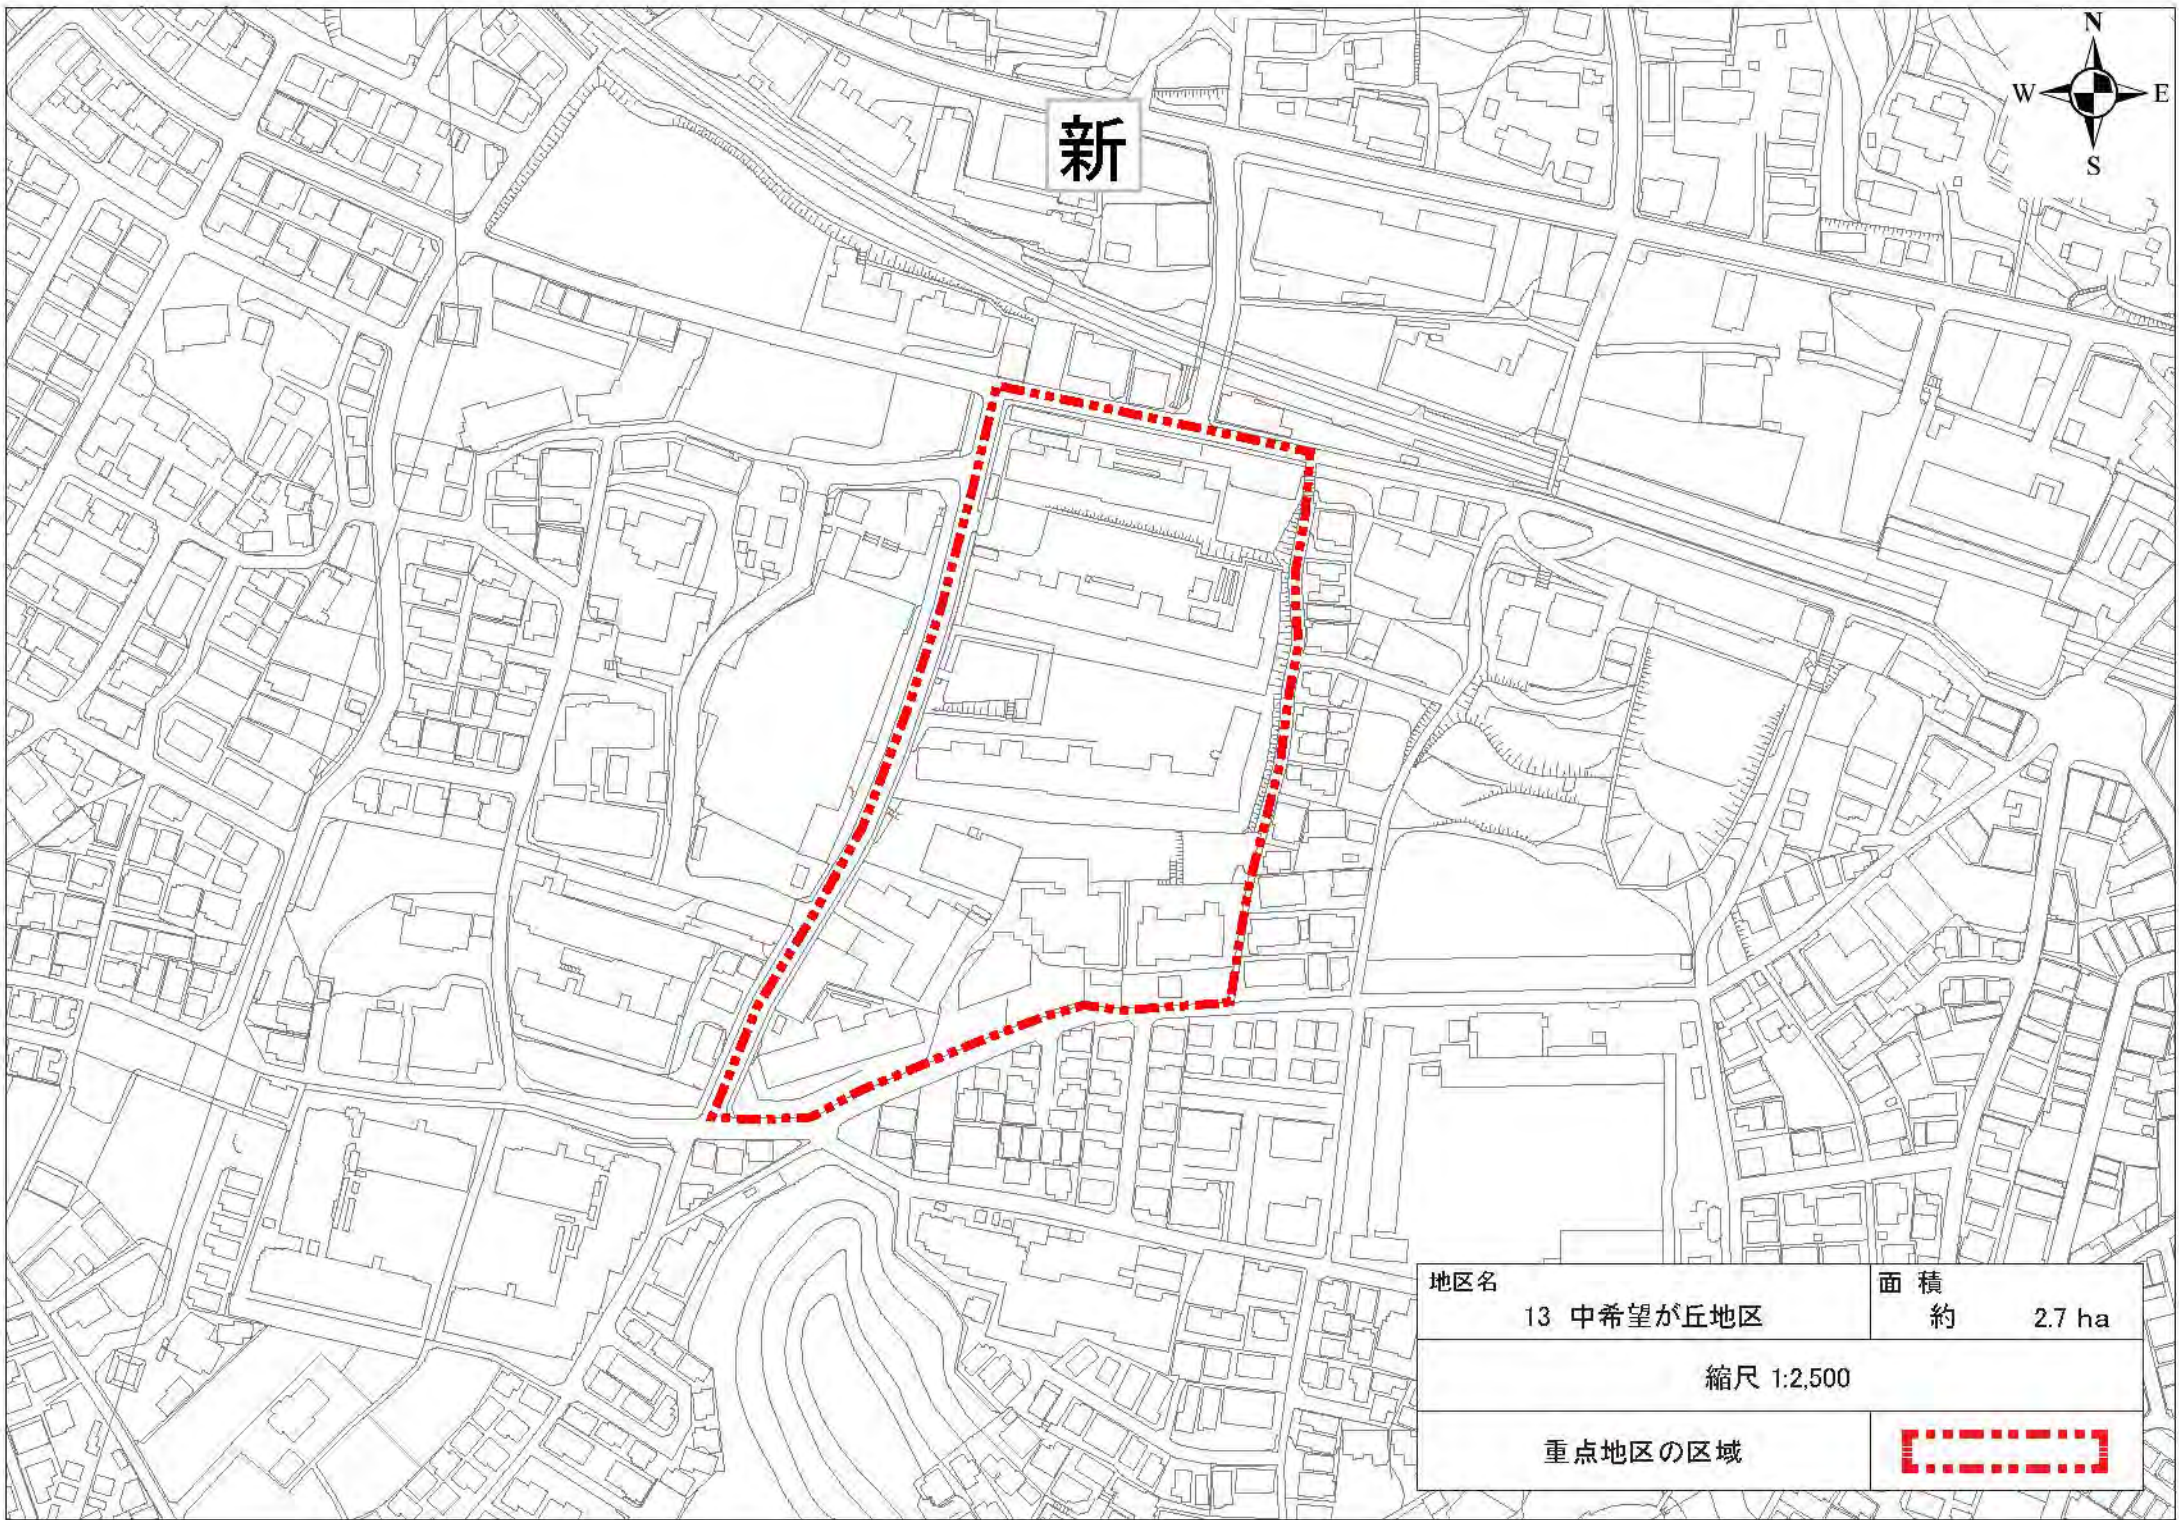 N
W E
S
新
地区名
13 中希望が丘地区
面 積
約 2.7 ha
縮尺 1:2,500
重点地区の区域